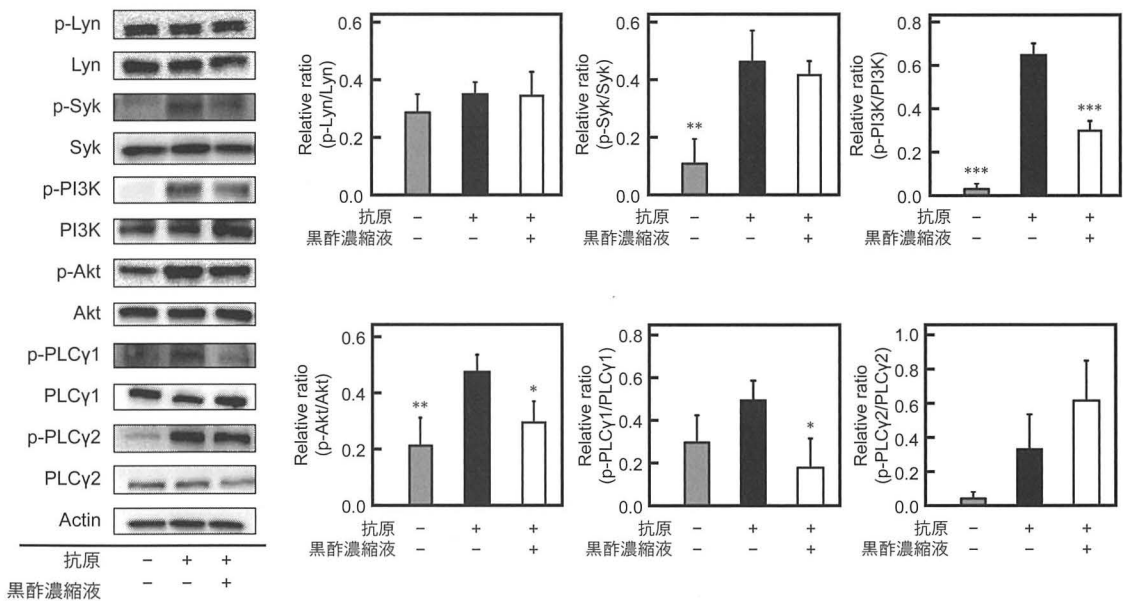 p-Lyn
Lyn
p-Syk
Syk
p-PI3K
PI3K
p-Akt
Akt
p-PLCγ1
PLCγ1
p-PLCγ2
PLCγ2
Actin
抗原 − + +
黒酢濃縮液 − − +
Relative ratio
(p-Lyn/Lyn)
0.6
0.4
0.2
0.0
抗原 − + +
黒酢濃縮液 − − +
Relative ratio
(p-Syk/Syk)
0.6
0.4
0.2
0.0
**
抗原 − + +
黒酢濃縮液 − − +
Relative ratio
(p-PI3K/PI3K)
0.8
0.6
0.4
0.2
0.0
***
***
抗原 − + +
黒酢濃縮液 − − +
Relative ratio
(p-Akt/Akt)
0.6
0.4
0.2
0.0
**
*
抗原 − + +
黒酢濃縮液 − − +
Relative ratio
(p-PLCγ1/PLCγ1)
0.8
0.6
0.4
0.2
0.0
*
抗原 − + +
黒酢濃縮液 − − +
Relative ratio
(p-PLCγ2/PLCγ2)
1.0
0.8
0.6
0.4
0.2
0.0
抗原 − + +
黒酢濃縮液 − − +